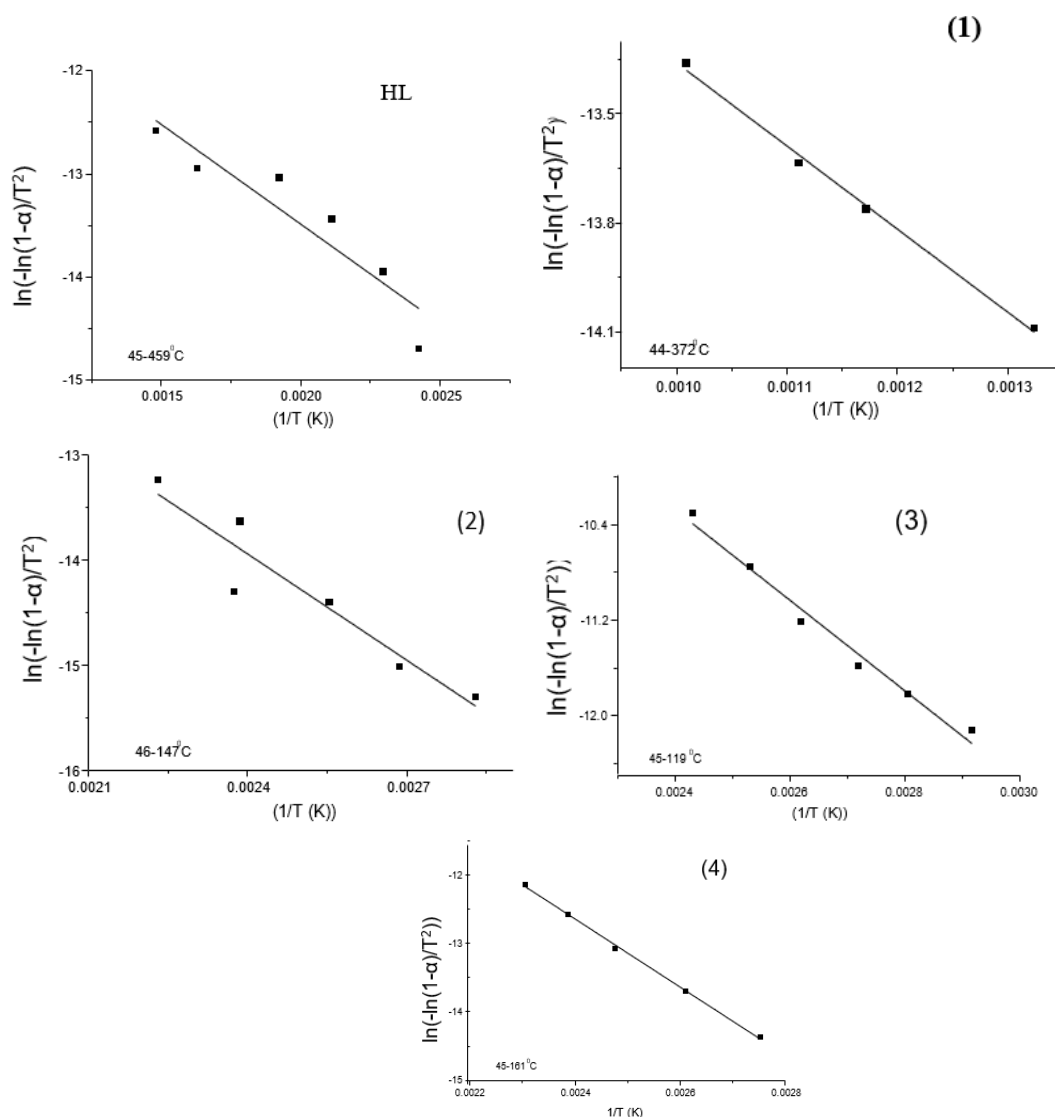 HL
ln(-ln(1-α)/T²)
-12
-13
-14
-15
45-459⁰C
0.0015 0.0020 0.0025
(1/T (K))
(1)
ln(-ln(1-α)/T²)
-13.5
-13.8
-14.1
44-372⁰C
0.0010 0.0011 0.0012 0.0013
(1/T (K))
(2)
ln(-ln(1-α)/T²)
-13
-14
-15
-16
46-147⁰C
0.0021 0.0024 0.0027
(1/T (K))
(3)
ln(-ln(1-α)/T²))
-10.4
-11.2
-12.0
45-119⁰C
0.0024 0.0026 0.0028 0.0030
(1/T (K))
(4)
ln(-ln(1-α)/T²))
-12
-13
-14
-15
45-161⁰C
0.0022 0.0024 0.0026 0.0028
1/T (K))